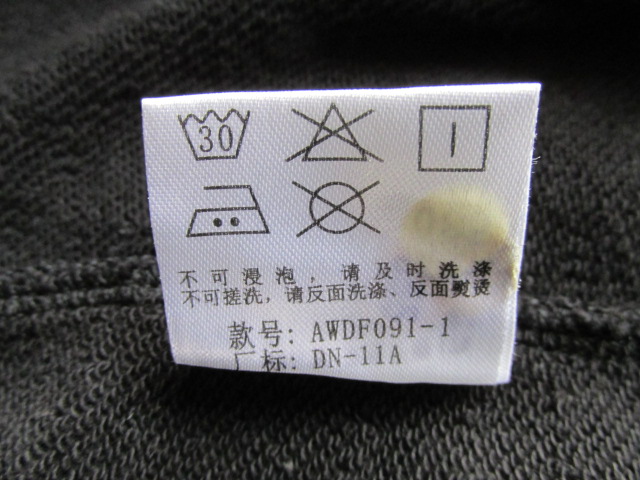 30
不可浸泡，请及时洗涤
不可搓洗，请反面洗涤、反面熨烫
款号: AWDF091-1
厂标: DN-11A